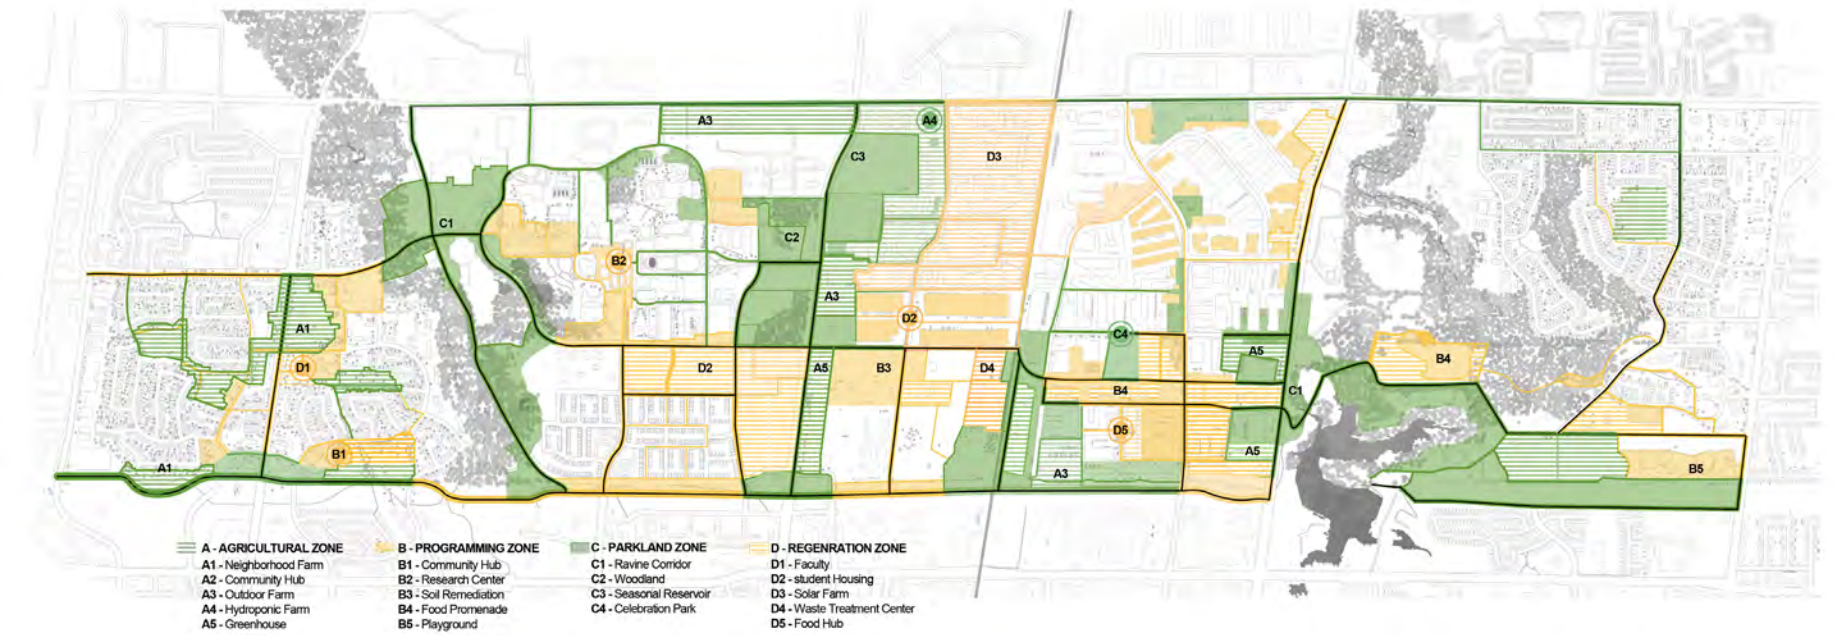 A3
A4
C3
D3
C1
C2
B2
A3
A1
D2
C4
D1
D2
A5
B3
D4
A5
B4
B4
C1
D5
A5
B1
A1
A3
B5
A - AGRICULTURAL ZONE
A1 - Neighborhood Farm
A2 - Community Hub
A3 - Outdoor Farm
A4 - Hydroponic Farm
A5 - Greenhouse
B - PROGRAMMING ZONE
B1 - Community Hub
B2 - Research Center
B3 - Soil Remediation
B4 - Food Promenade
B5 - Playground
C - PARKLAND ZONE
C1 - Ravine Corridor
C2 - Woodland
C3 - Seasonal Reservoir
C4 - Celebration Park
D - REGENRATION ZONE
D1 - Faculty
D2 - student Housing
D3 - Solar Farm
D4 - Waste Treatment Center
D5 - Food Hub